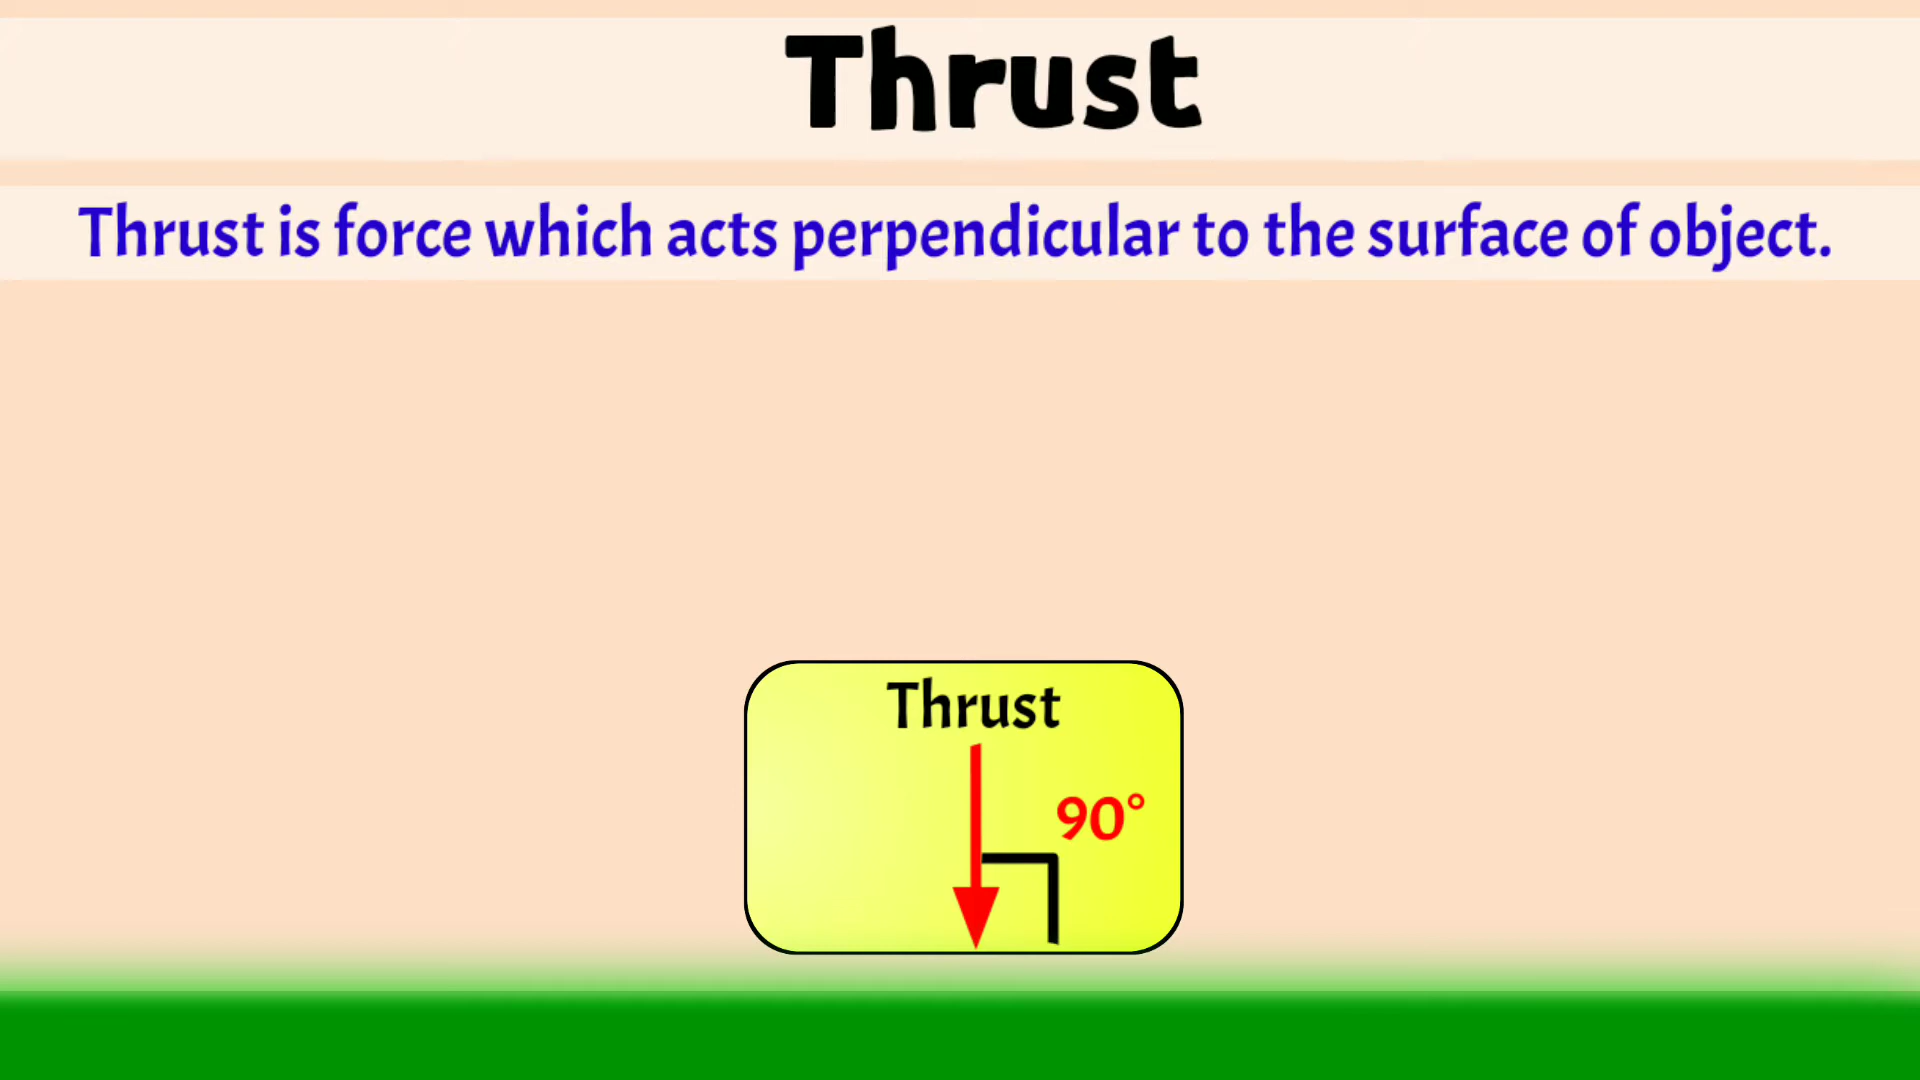 Thrust
Thrust is force which acts perpendicular to the surface of object.
Thrust
90°